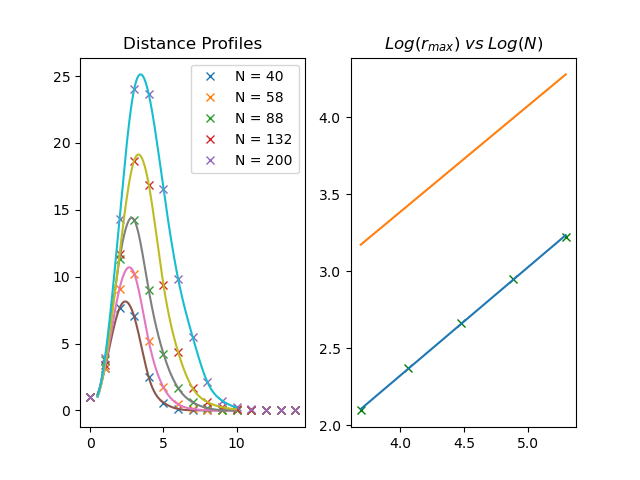 Distance Profiles
25
20
15
10
5
0
0 5 10
N = 40
N = 58
N = 88
N = 132
N = 200
Log(r_max) vs Log(N)
4.0
3.5
3.0
2.5
2.0
4.0 4.5 5.0